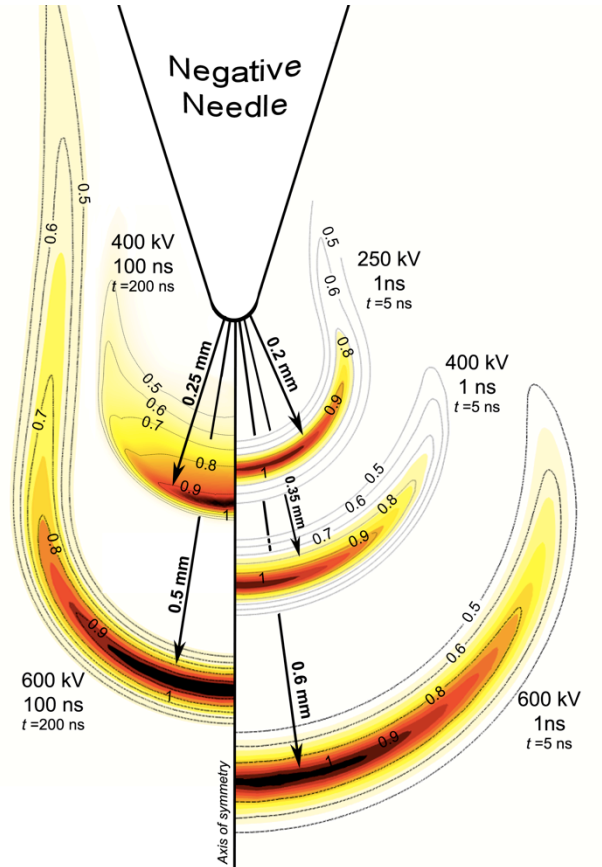 Negative
Needle
400 kV
100 ns
t =200 ns
250 kV
1ns
t =5 ns
400 kV
1 ns
t =5 ns
600 kV
100 ns
t =200 ns
600 kV
1ns
t =5 ns
0.25 mm
0.2 mm
0.35 mm
0.5 mm
0.6 mm
0.5
0.6
0.7
0.8
0.9
1
0.5
0.6
0.7
0.8
0.9
1
0.5
0.6
0.8
0.9
1
0.5
0.6
0.7
0.8
0.9
1
0.5
0.6
0.8
0.9
1
Axis of symmetry